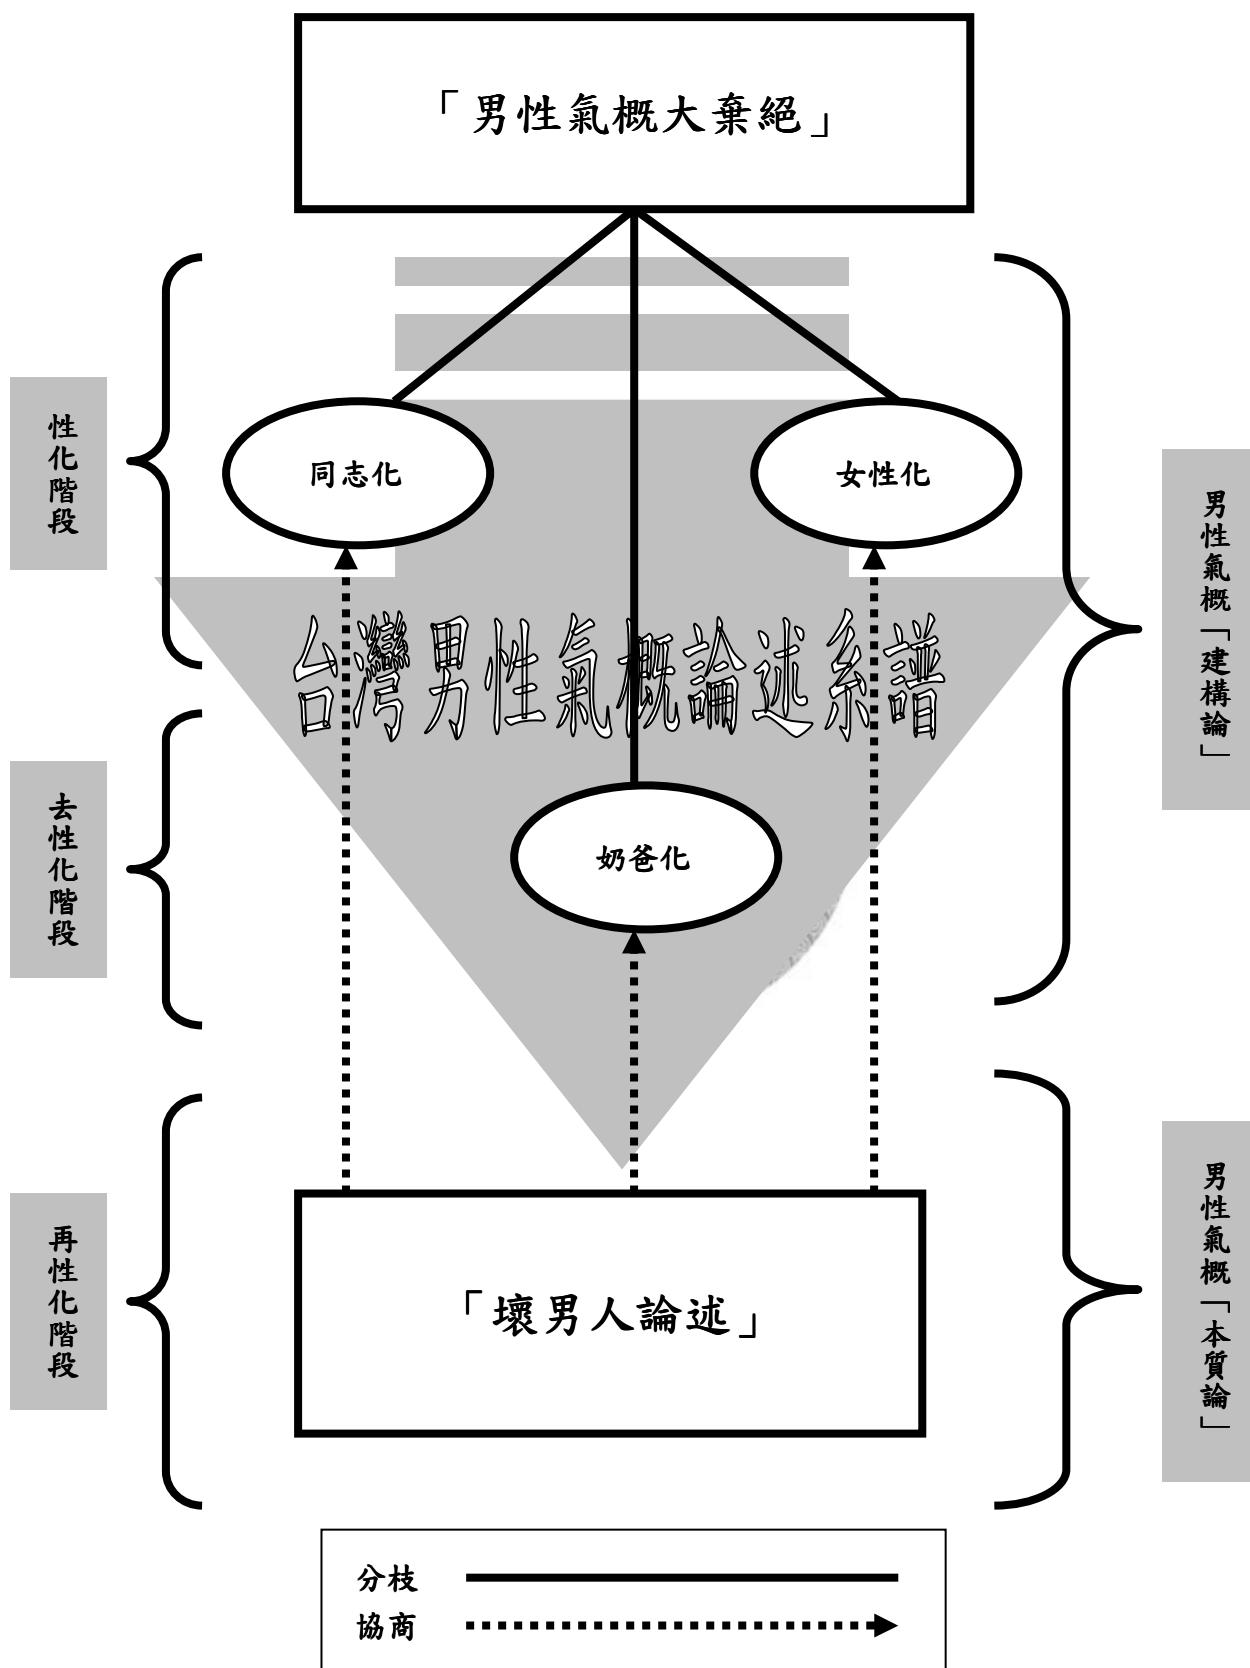 「男性氣概大棄絕」
性化階段
同志化
女性化
男性氣概「建構論」
台灣男性氣概論述系譜
去性化階段
奶爸化
再性化階段
「壞男人論述」
男性氣概「本質論」
分枝
協商